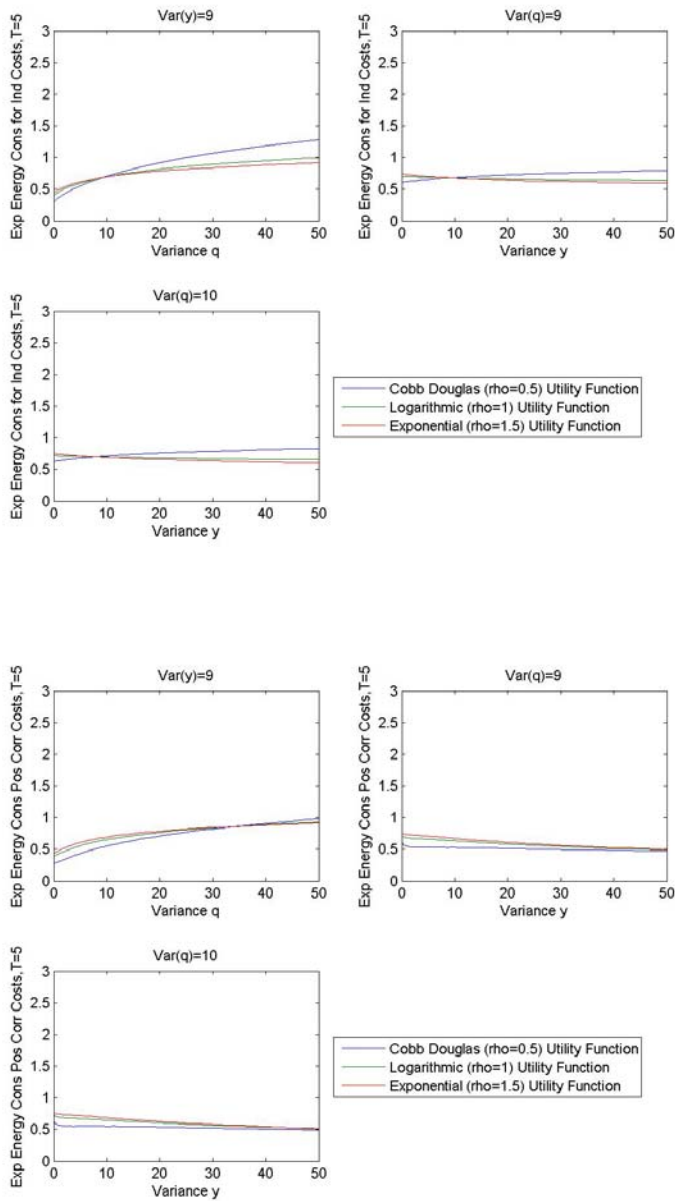 Var(y)=9
Exp Energy Cons for Ind Costs,T=5
3
2.5
2
1.5
1
0.5
0
0 10 20 30 40 50
Variance q
Var(q)=9
Exp Energy Cons for Ind Costs,T=5
3
2.5
2
1.5
1
0.5
0
0 10 20 30 40 50
Variance y
Var(q)=10
Exp Energy Cons for Ind Costs,T=5
3
2.5
2
1.5
1
0.5
0
0 10 20 30 40 50
Variance y
Cobb Douglas (rho=0.5) Utility Function
Logarithmic (rho=1) Utility Function
Exponential (rho=1.5) Utility Function
Var(y)=9
Exp Energy Cons Pos Corr Costs,T=5
3
2.5
2
1.5
1
0.5
0
0 10 20 30 40 50
Variance q
Var(q)=9
Exp Energy Cons Pos Corr Costs,T=5
3
2.5
2
1.5
1
0.5
0
0 10 20 30 40 50
Variance y
Var(q)=10
Exp Energy Cons Pos Corr Costs,T=5
3
2.5
2
1.5
1
0.5
0
0 10 20 30 40 50
Variance y
Cobb Douglas (rho=0.5) Utility Function
Logarithmic (rho=1) Utility Function
Exponential (rho=1.5) Utility Function